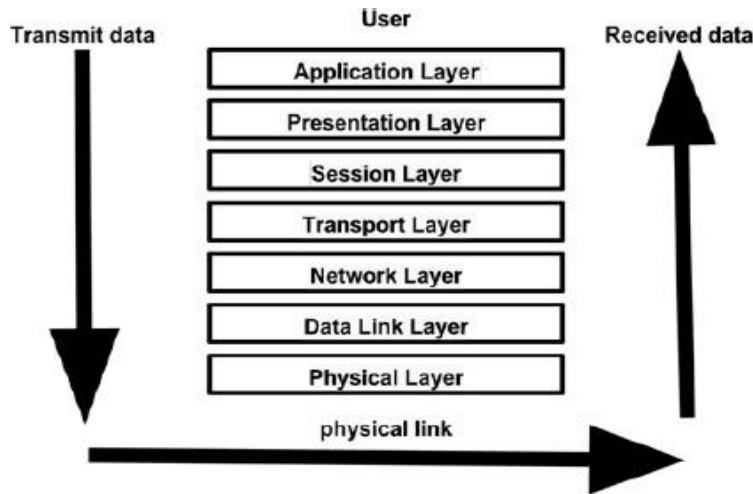 User
Transmit data
Received data
Application Layer
Presentation Layer
Session Layer
Transport Layer
Network Layer
Data Link Layer
Physical Layer
physical link